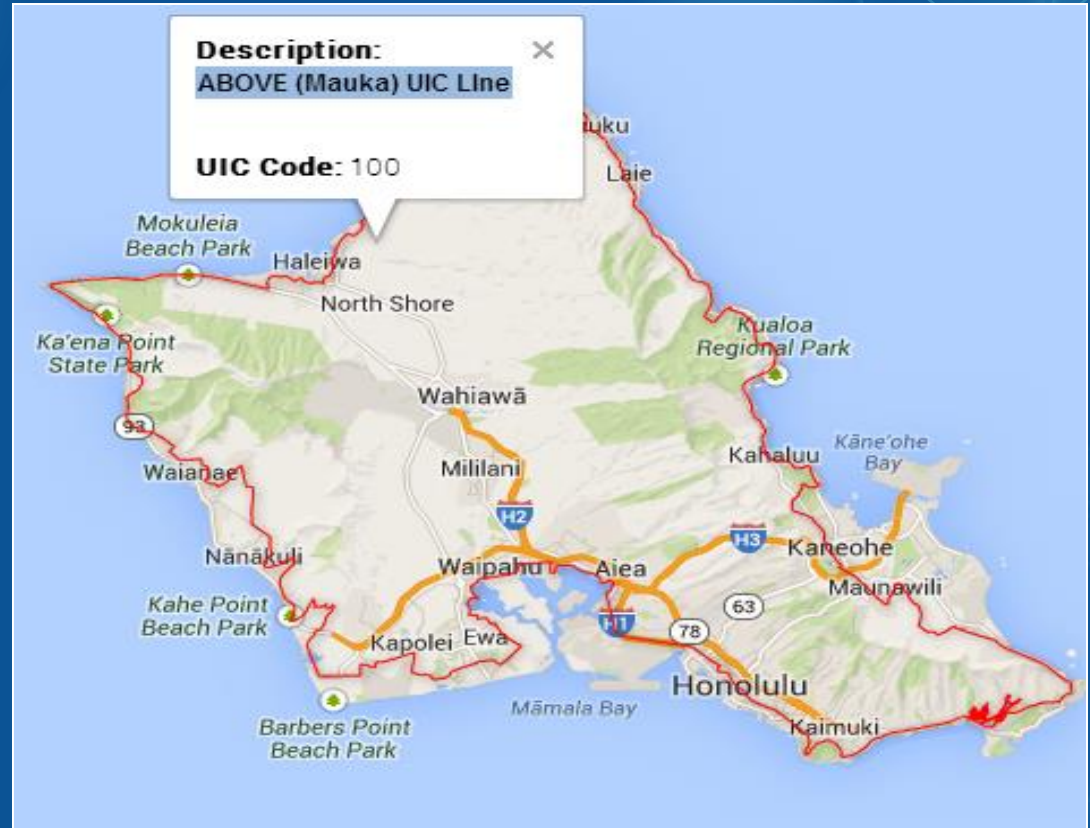 Description:
ABOVE (Mauka) UIC LIne
UIC Code: 100
uku
Laie
Mokuleia
Beach Park
Haleiwa
North Shore
Ka'ena Point
State Park
Kualoa
Regional Park
Wahiawā
93
Kahaluu
Kāne'ohe
Bay
Waianae
Mililani
H2
H3
Kaneohe
Nānākuli
Waipahu
Aiea
Maunawili
Kahe Point
Beach Park
63
H1
78
Kapolei
Ewa
Honolulu
Māmala Bay
Kaimuki
Barbers Point
Beach Park